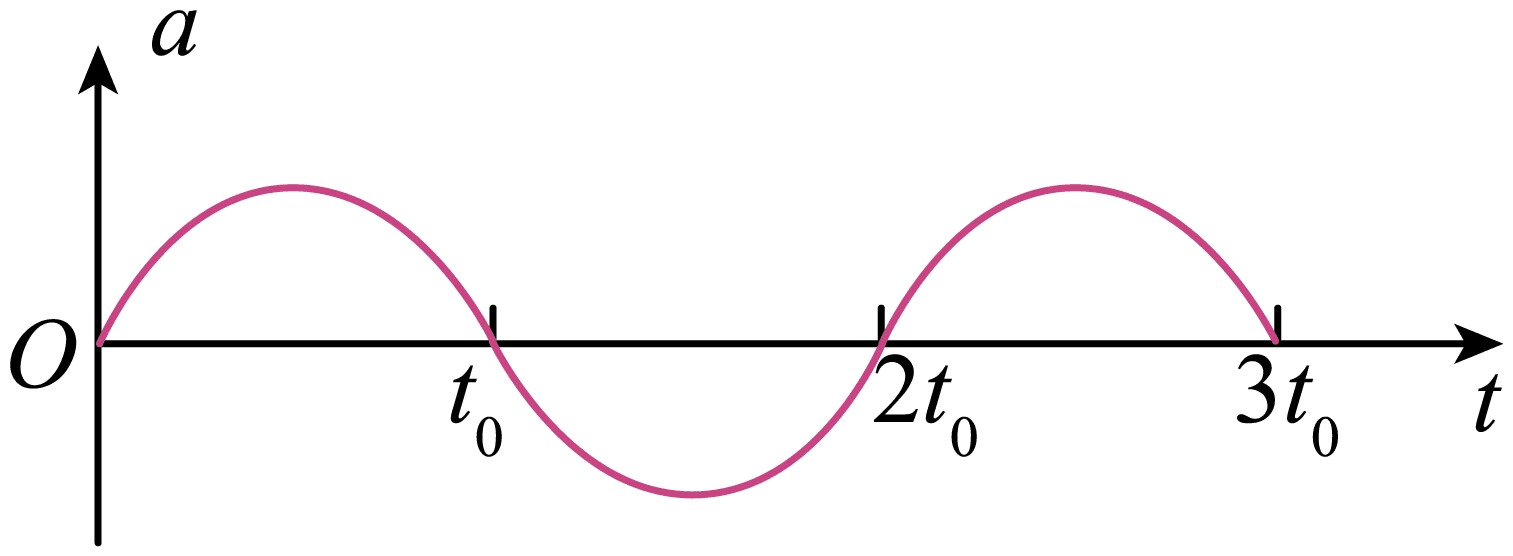 a
O
t₀ 2t₀ 3t₀ t